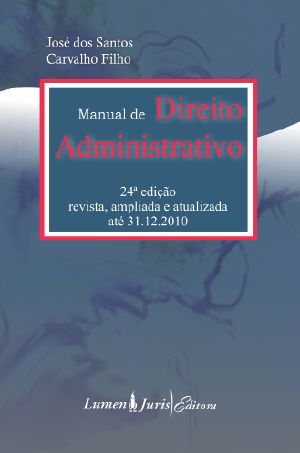 José dos Santos
Carvalho Filho
Manual de Direito
Administrativo
24ª edição
revista, ampliada e atualizada
até 31.12.2010
Lumen Juris Editora